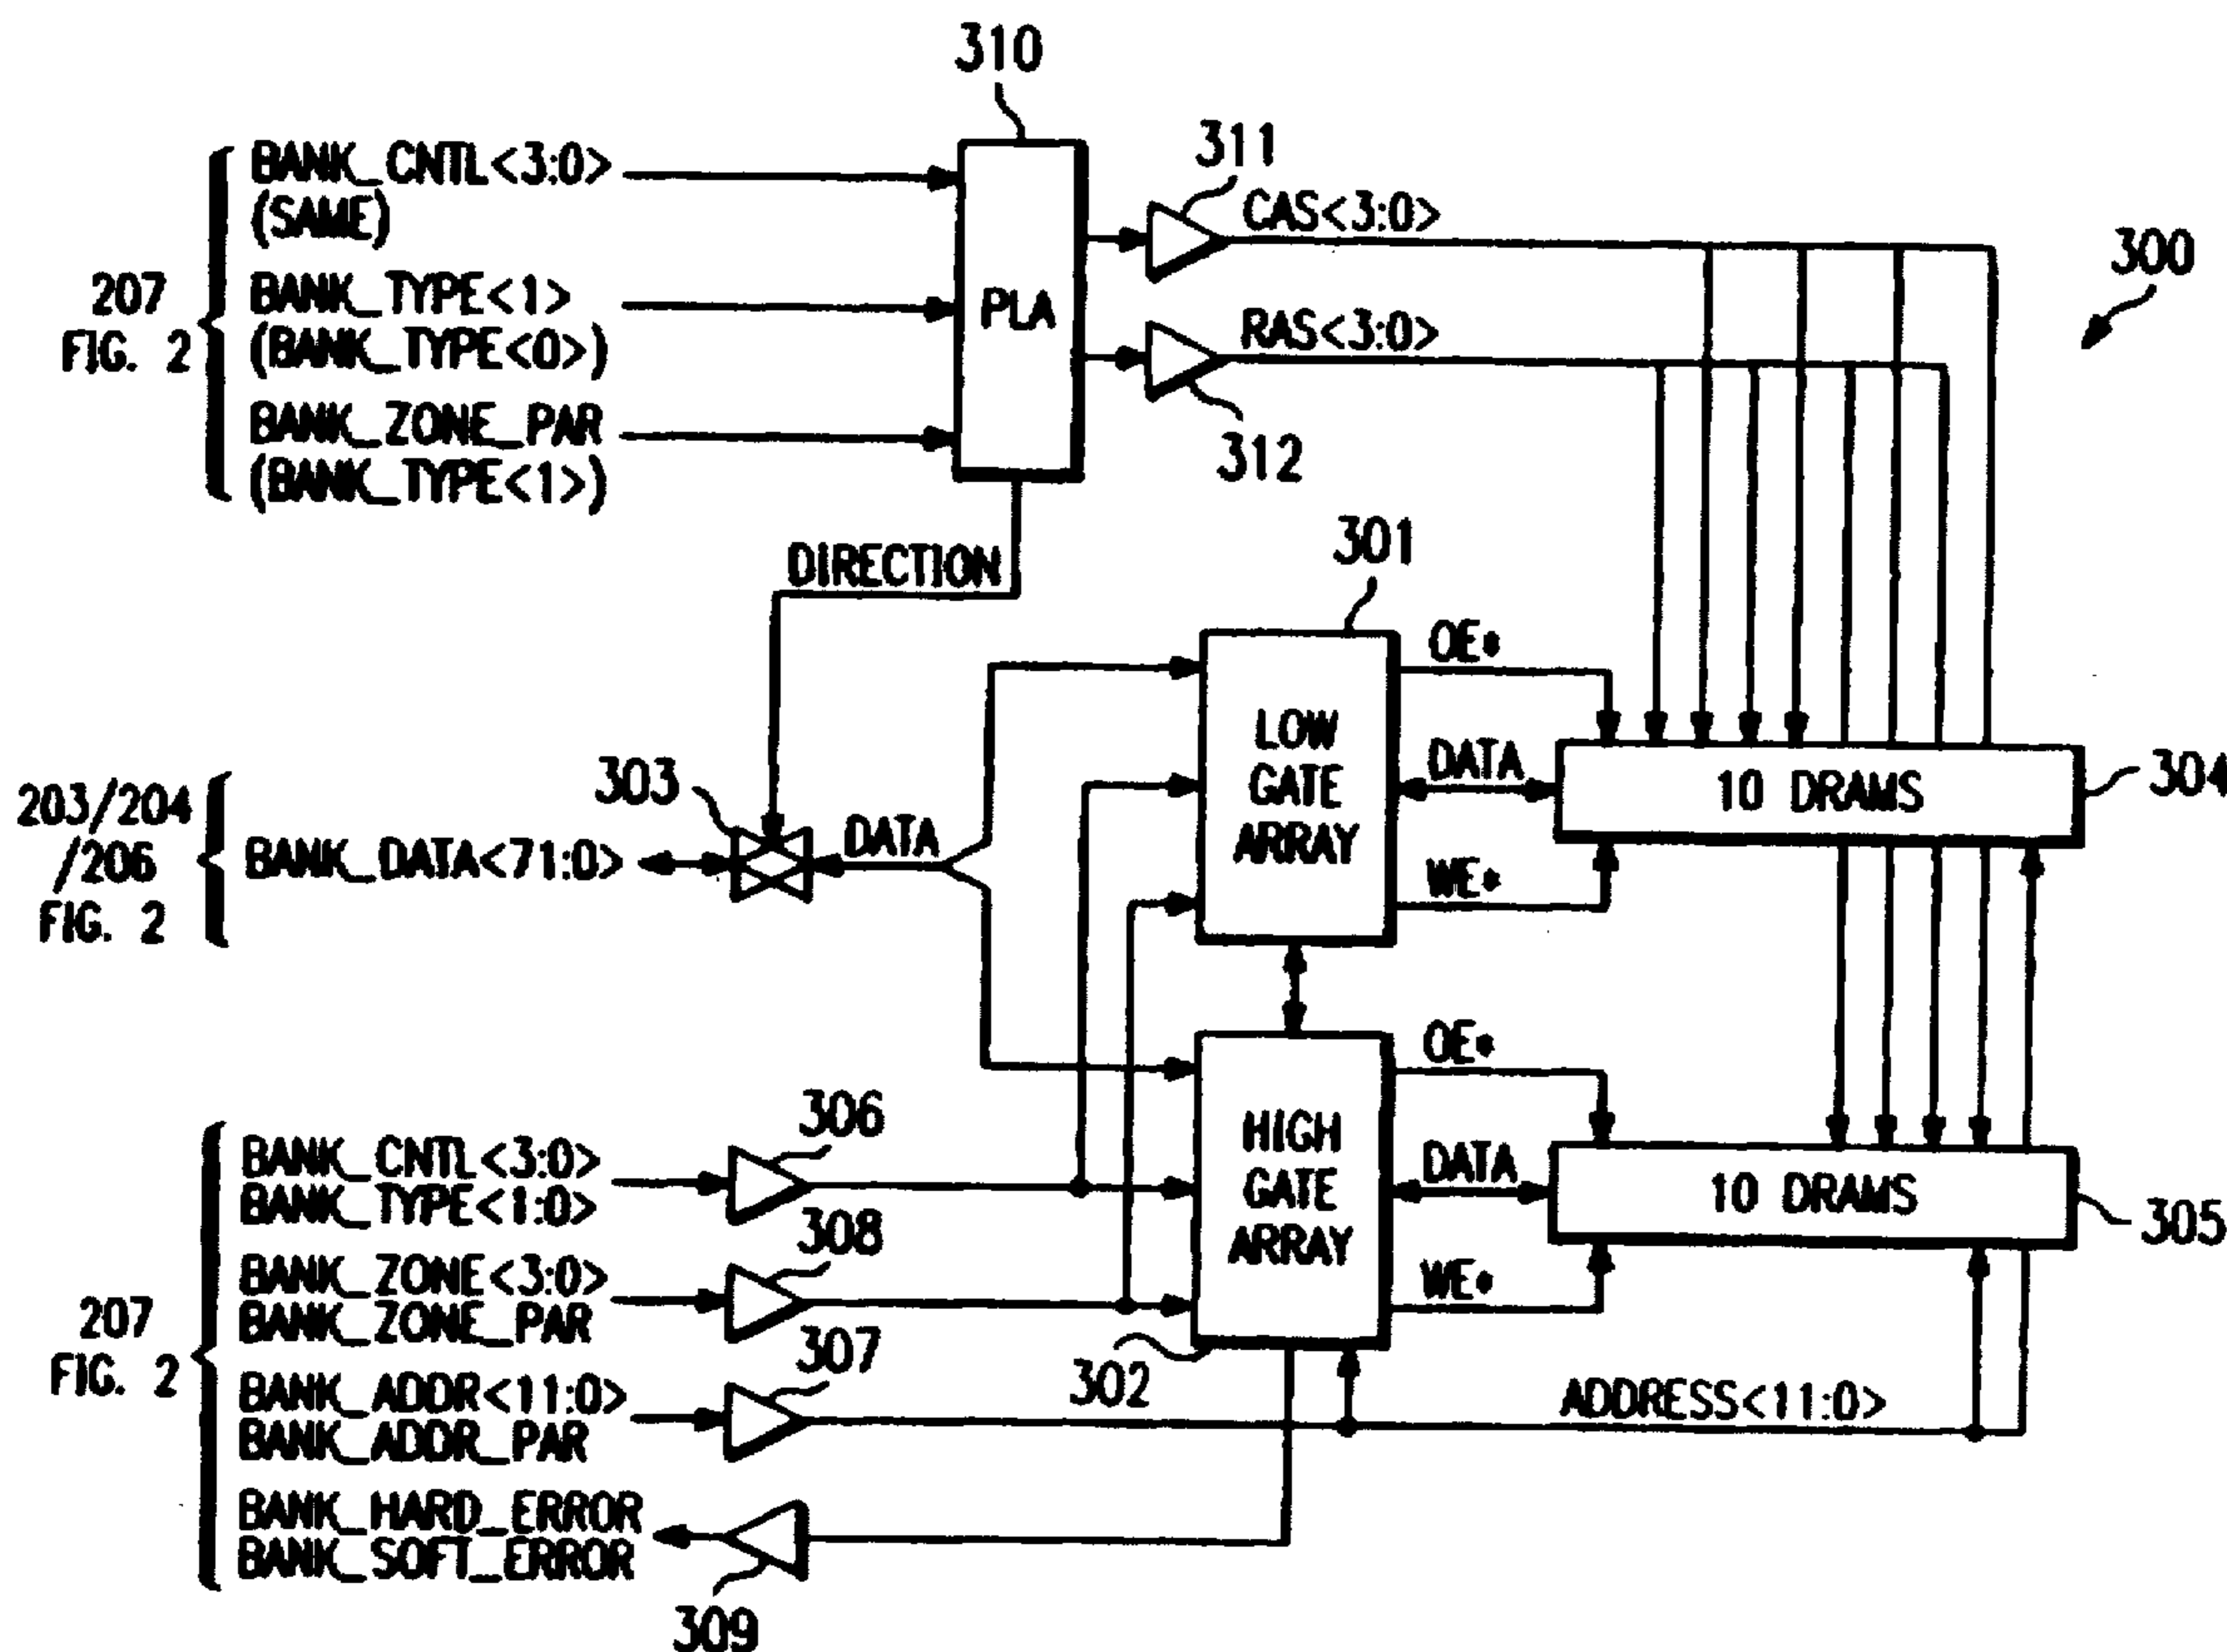 310
BANK_CNTL<3:0>
(SAME)
207
FIG. 2
BANK_TYPE<1>
(BANK_TYPE<0>)
BANK_ZONE_PAR
(BANK_TYPE<1>)
PLA
311
CAS<3:0>
RAS<3:0>
312
300
DIRECTION
301
LOW
GATE
ARRAY
OE*
DATA
WE*
10 DRAMS
304
203/204
/206
FIG. 2
BANK_DATA<71:0>
303
DATA
HIGH
GATE
ARRAY
302
OE*
DATA
WE*
10 DRAMS
305
207
FIG. 2
BANK_CNTL<3:0>
BANK_TYPE<1:0>
306
BANK_ZONE<3:0>
BANK_ZONE_PAR
308
BANK_ADDR<11:0>
BANK_ADDR_PAR
307
ADDRESS<11:0>
BANK_HARD_ERROR
BANK_SOFT_ERROR
309